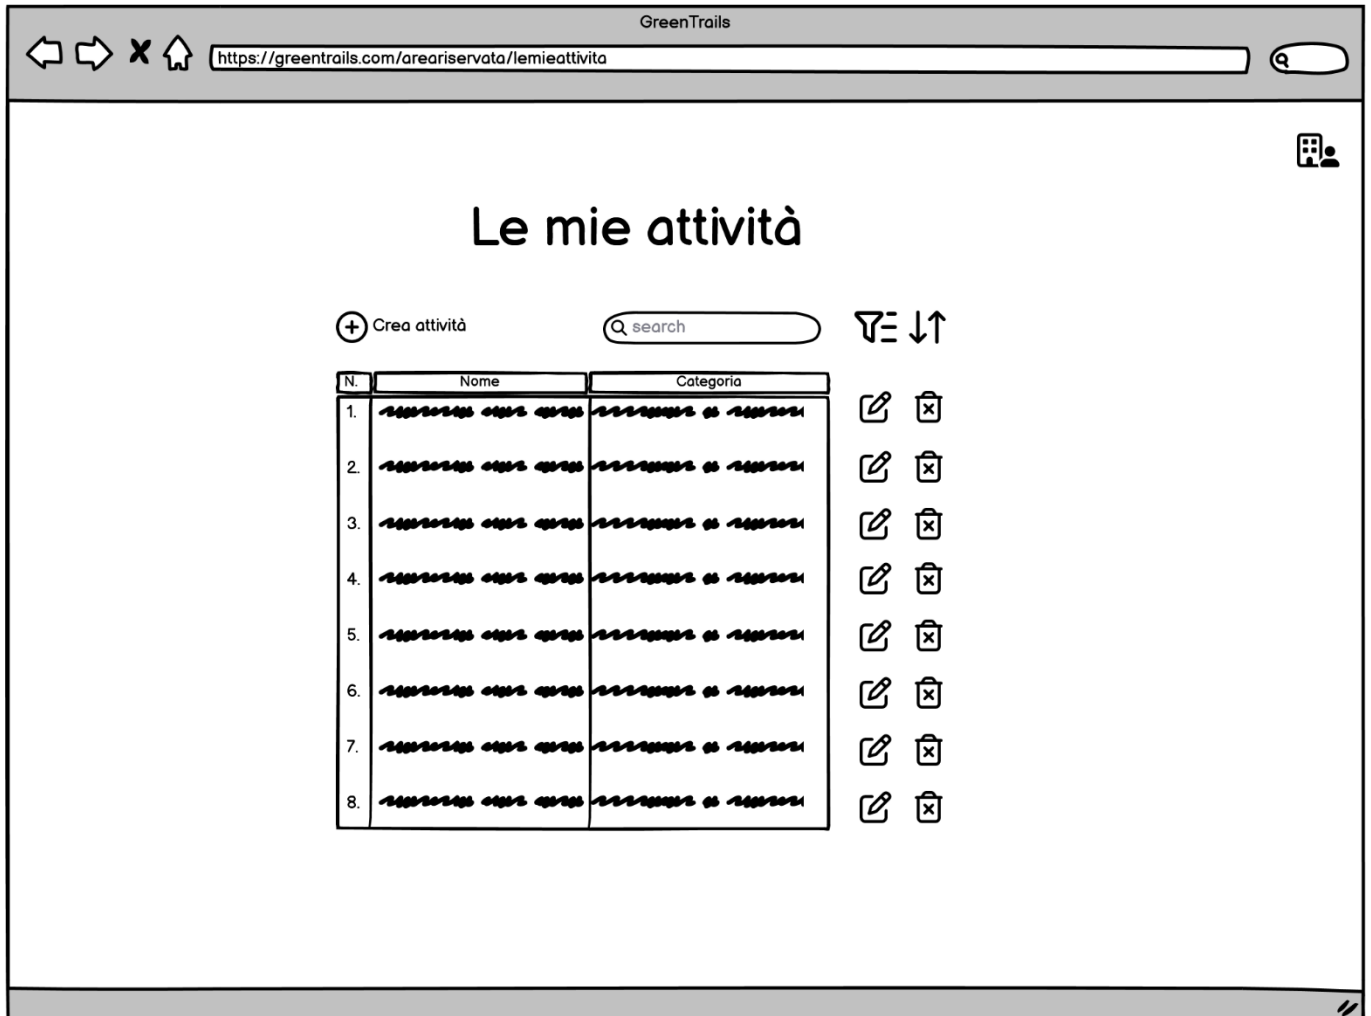 GreenTrails
https://greentrails.com/areariservata/lemieattivita
Le mie attività
Crea attività
search
N. Nome Categoria
1.
2.
3.
4.
5.
6.
7.
8.